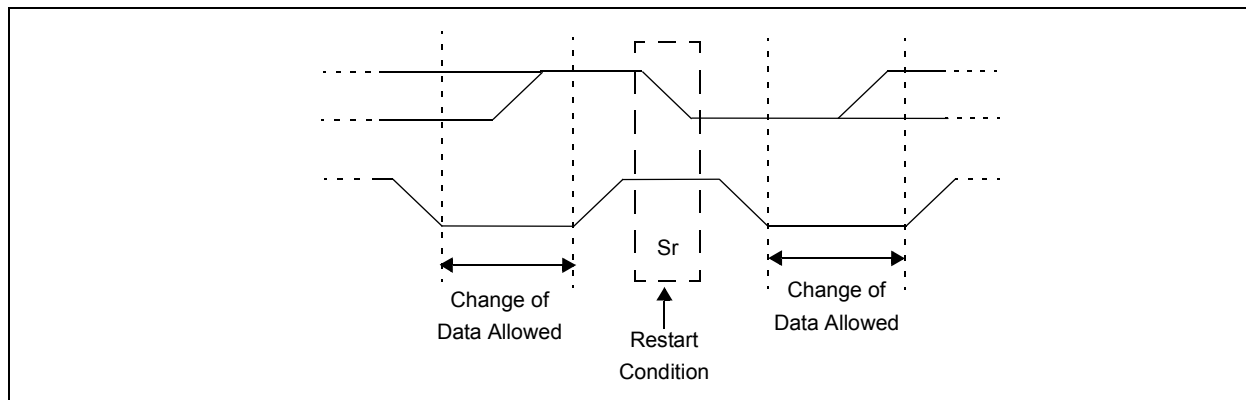 Sr
Change of
Data Allowed
Restart
Condition
Change of
Data Allowed